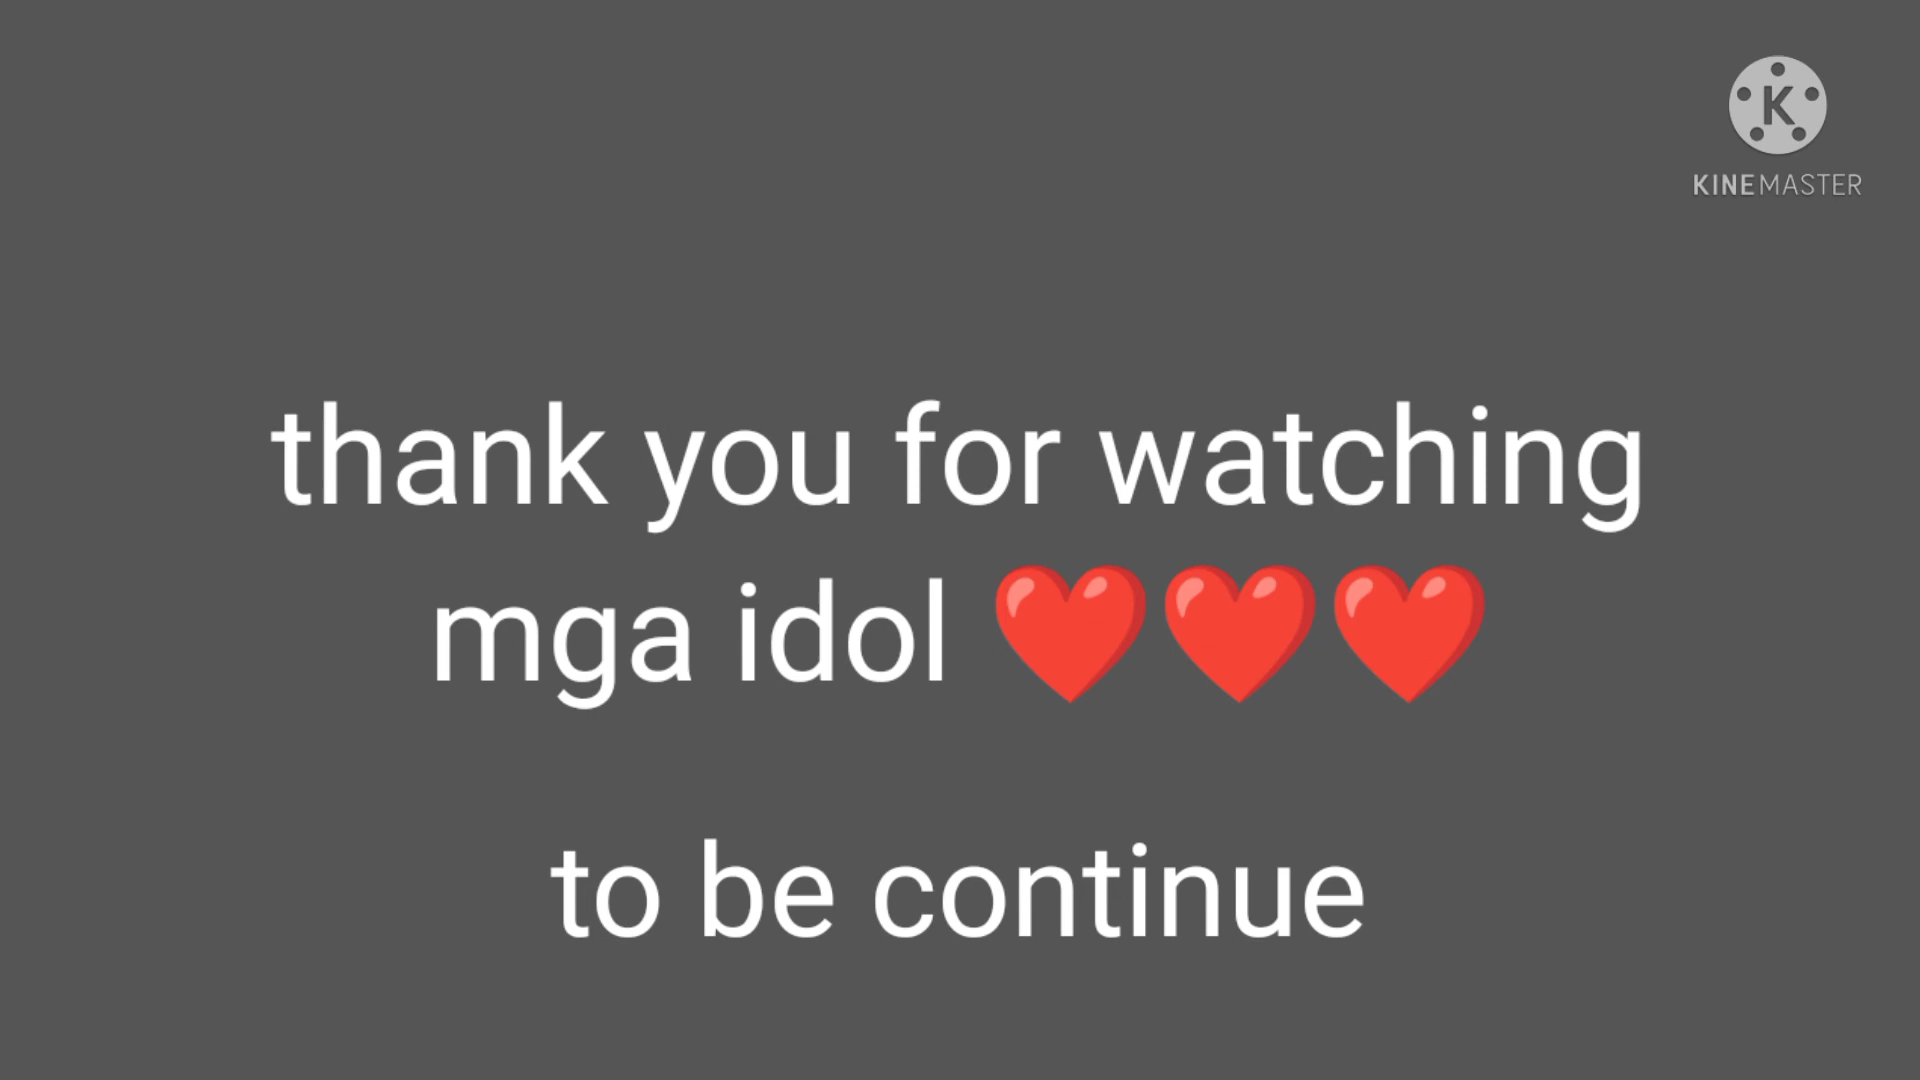 K
KINEMASTER
thank you for watching
mga idol ❤️❤️❤️
to be continue